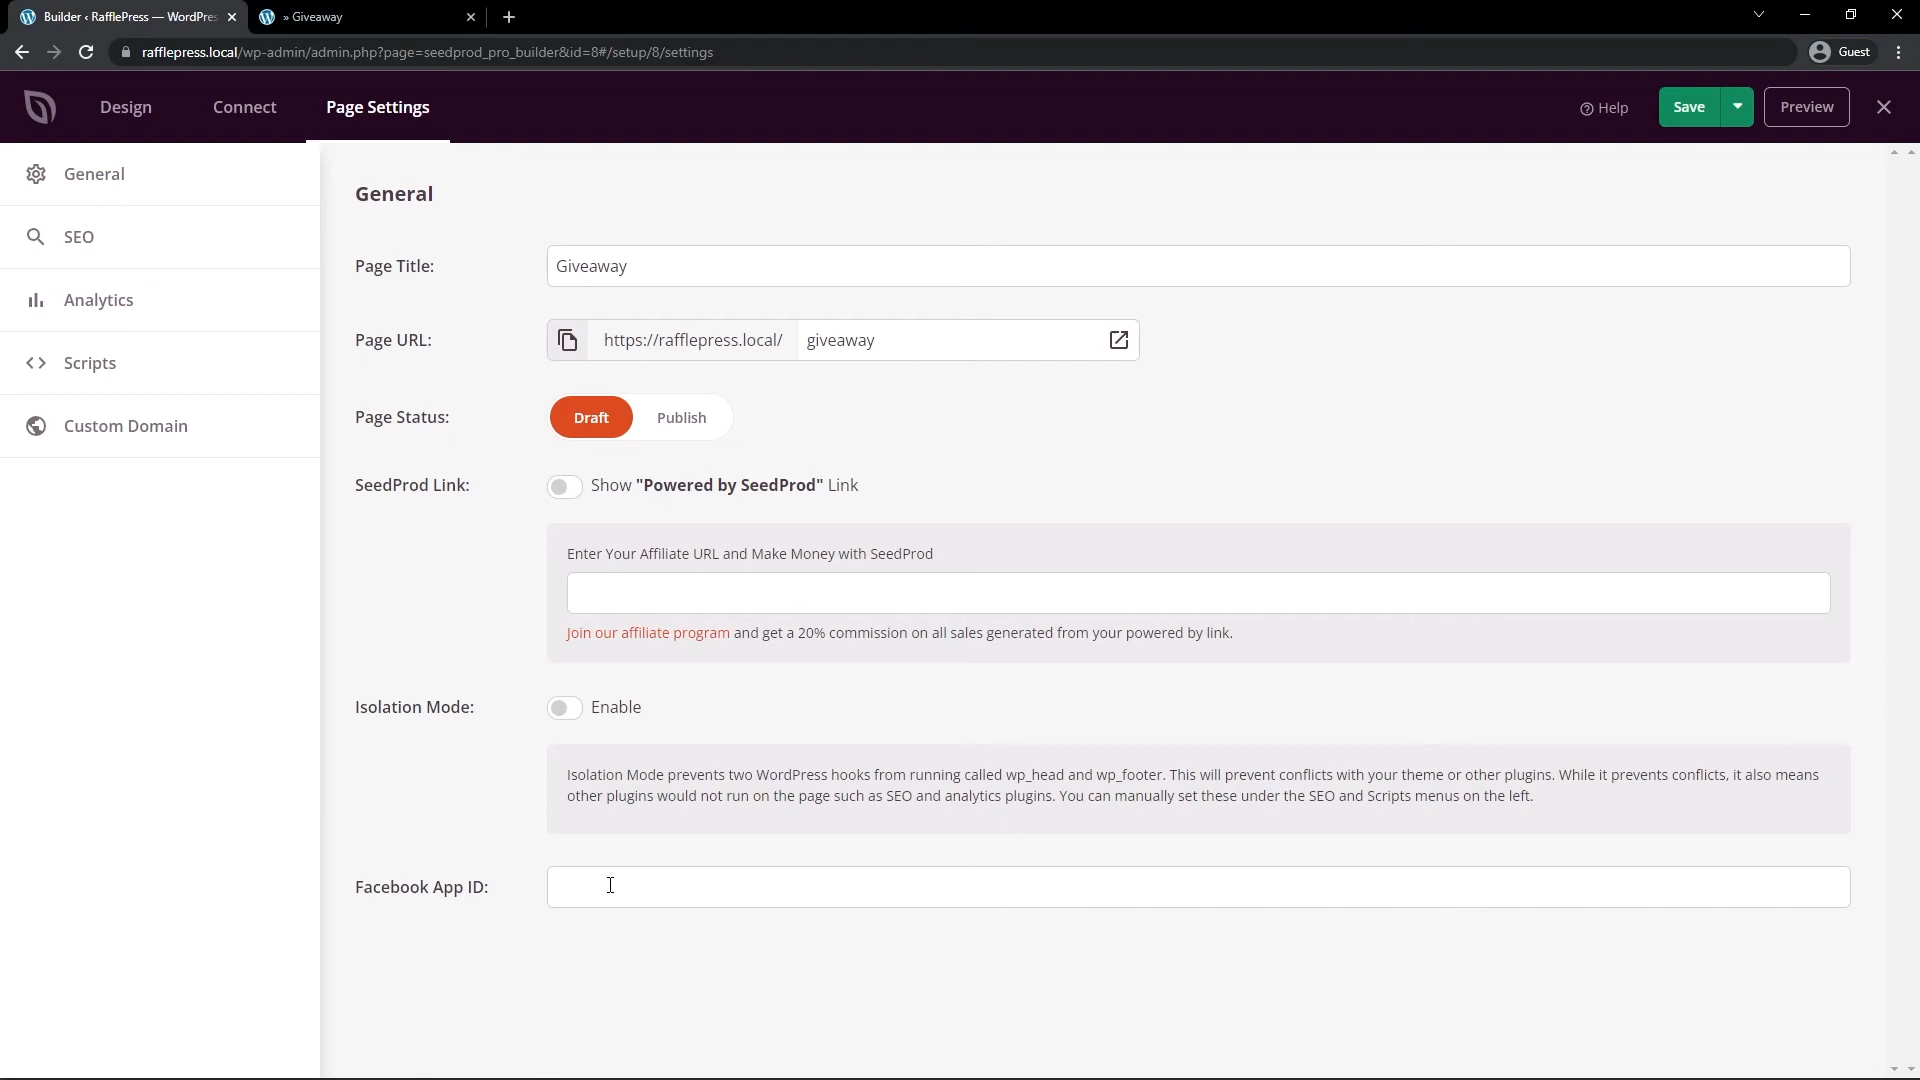 Builder ‹ RafflePress — WordPres
» Giveaway
rafflepress.local/wp-admin/admin.php?page=seedprod_pro_builder&id=8#/setup/8/settings
Guest
Design
Connect
Page Settings
Help
Save
Preview
General
SEO
Analytics
Scripts
Custom Domain
General
Page Title:
Giveaway
Page URL:
https://rafflepress.local/
giveaway
Page Status:
Draft
Publish
SeedProd Link:
Show "Powered by SeedProd" Link
Enter Your Affiliate URL and Make Money with SeedProd
Join our affiliate program and get a 20% commission on all sales generated from your powered by link.
Isolation Mode:
Enable
Isolation Mode prevents two WordPress hooks from running called wp_head and wp_footer. This will prevent conflicts with your theme or other plugins. While it prevents conflicts, it also means
other plugins would not run on the page such as SEO and analytics plugins. You can manually set these under the SEO and Scripts menus on the left.
Facebook App ID: